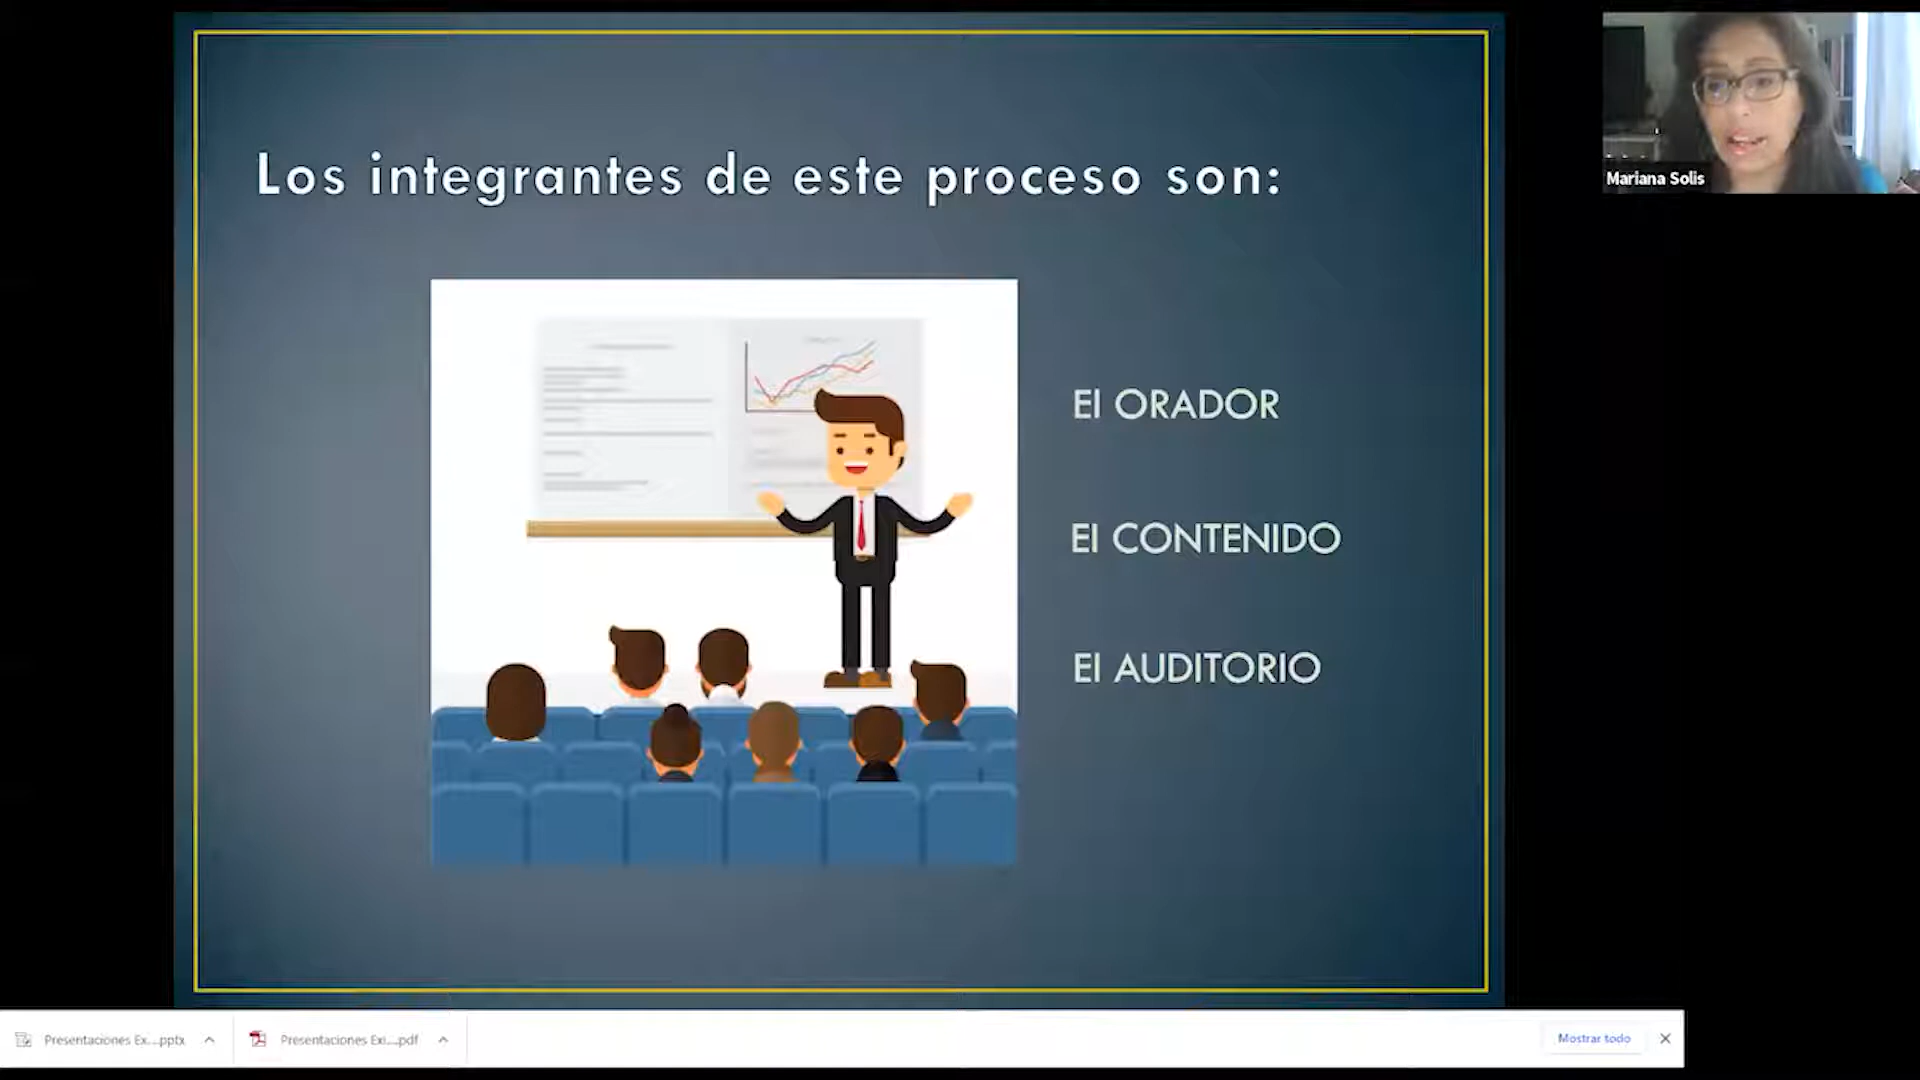 Los integrantes de este proceso son:
El ORADOR
El CONTENIDO
El AUDITORIO
Mariana Solis
Presentaciones Ex....pptx
Presentaciones Exi....pdf
Mostrar todo